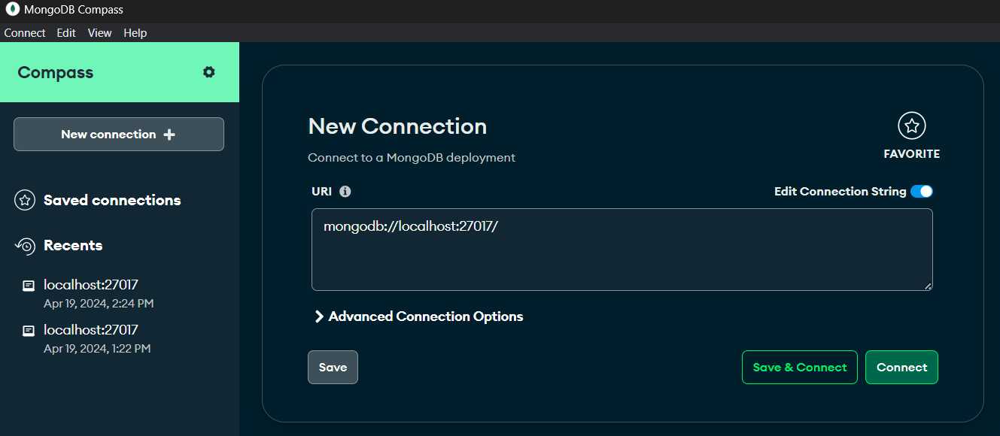 MongoDB Compass
Connect Edit View Help
Compass
New connection
Saved connections
Recents
localhost:27017
Apr 19, 2024, 2:24 PM
localhost:27017
Apr 19, 2024, 1:22 PM
New Connection
FAVORITE
Connect to a MongoDB deployment
URI
Edit Connection String
mongodb://localhost:27017/
Advanced Connection Options
Save
Save & Connect
Connect